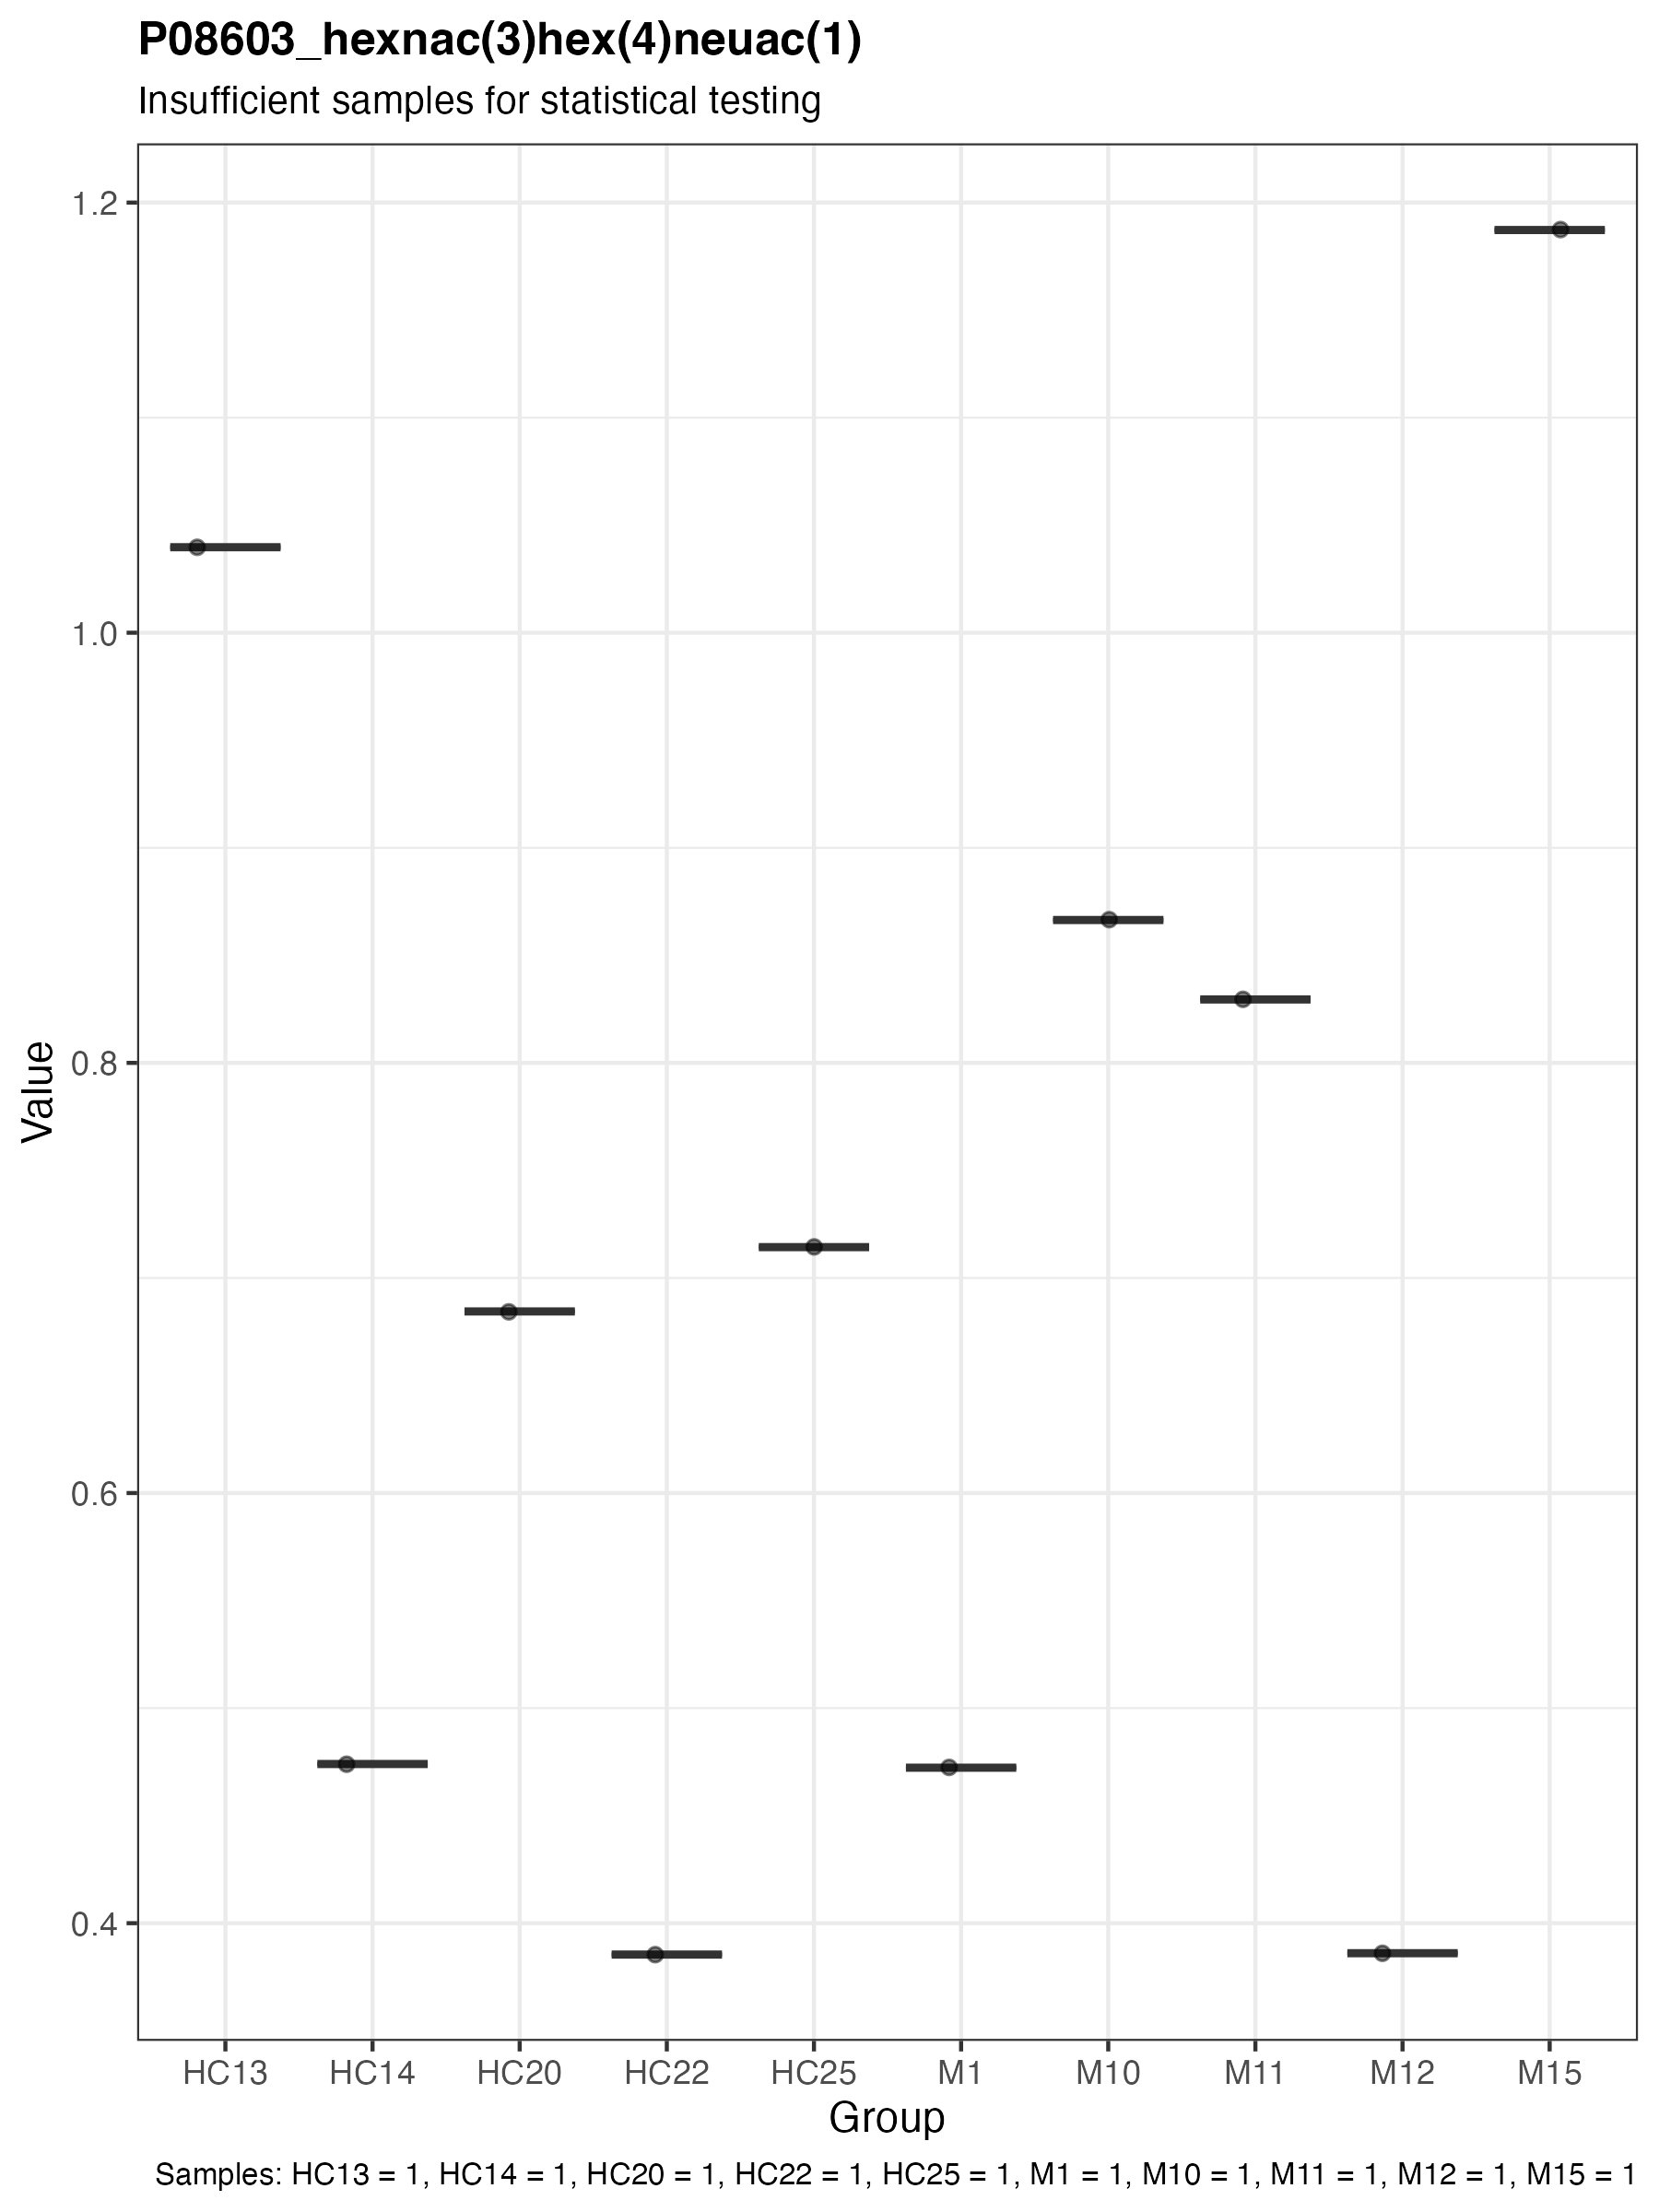 P08603_hexnac(3)hex(4)neuac(1)
Insufficient samples for statistical testing
1.2
1.0
0.8
0.6
0.4
Value
HC13 HC14 HC20 HC22 HC25 M1 M10 M11 M12 M15
Group
Samples: HC13 = 1, HC14 = 1, HC20 = 1, HC22 = 1, HC25 = 1, M1 = 1, M10 = 1, M11 = 1, M12 = 1, M15 = 1